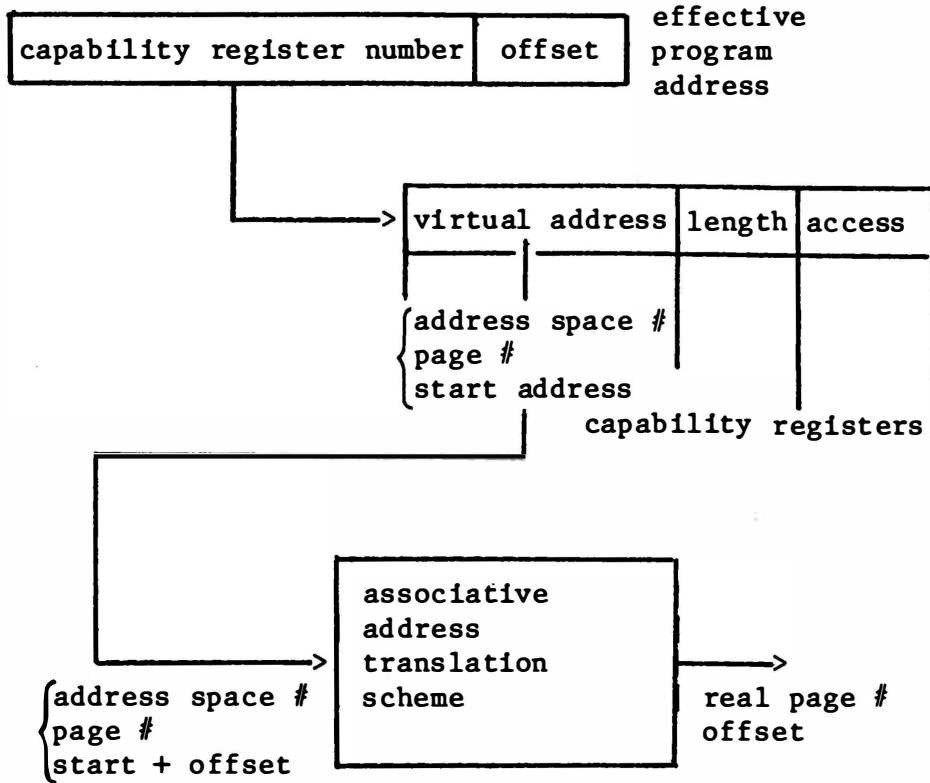 capability register number offset
effective
program
address
virtual address length access
address space #
page #
start address
capability registers
associative
address
translation
scheme
address space #
page #
start + offset
real page #
offset